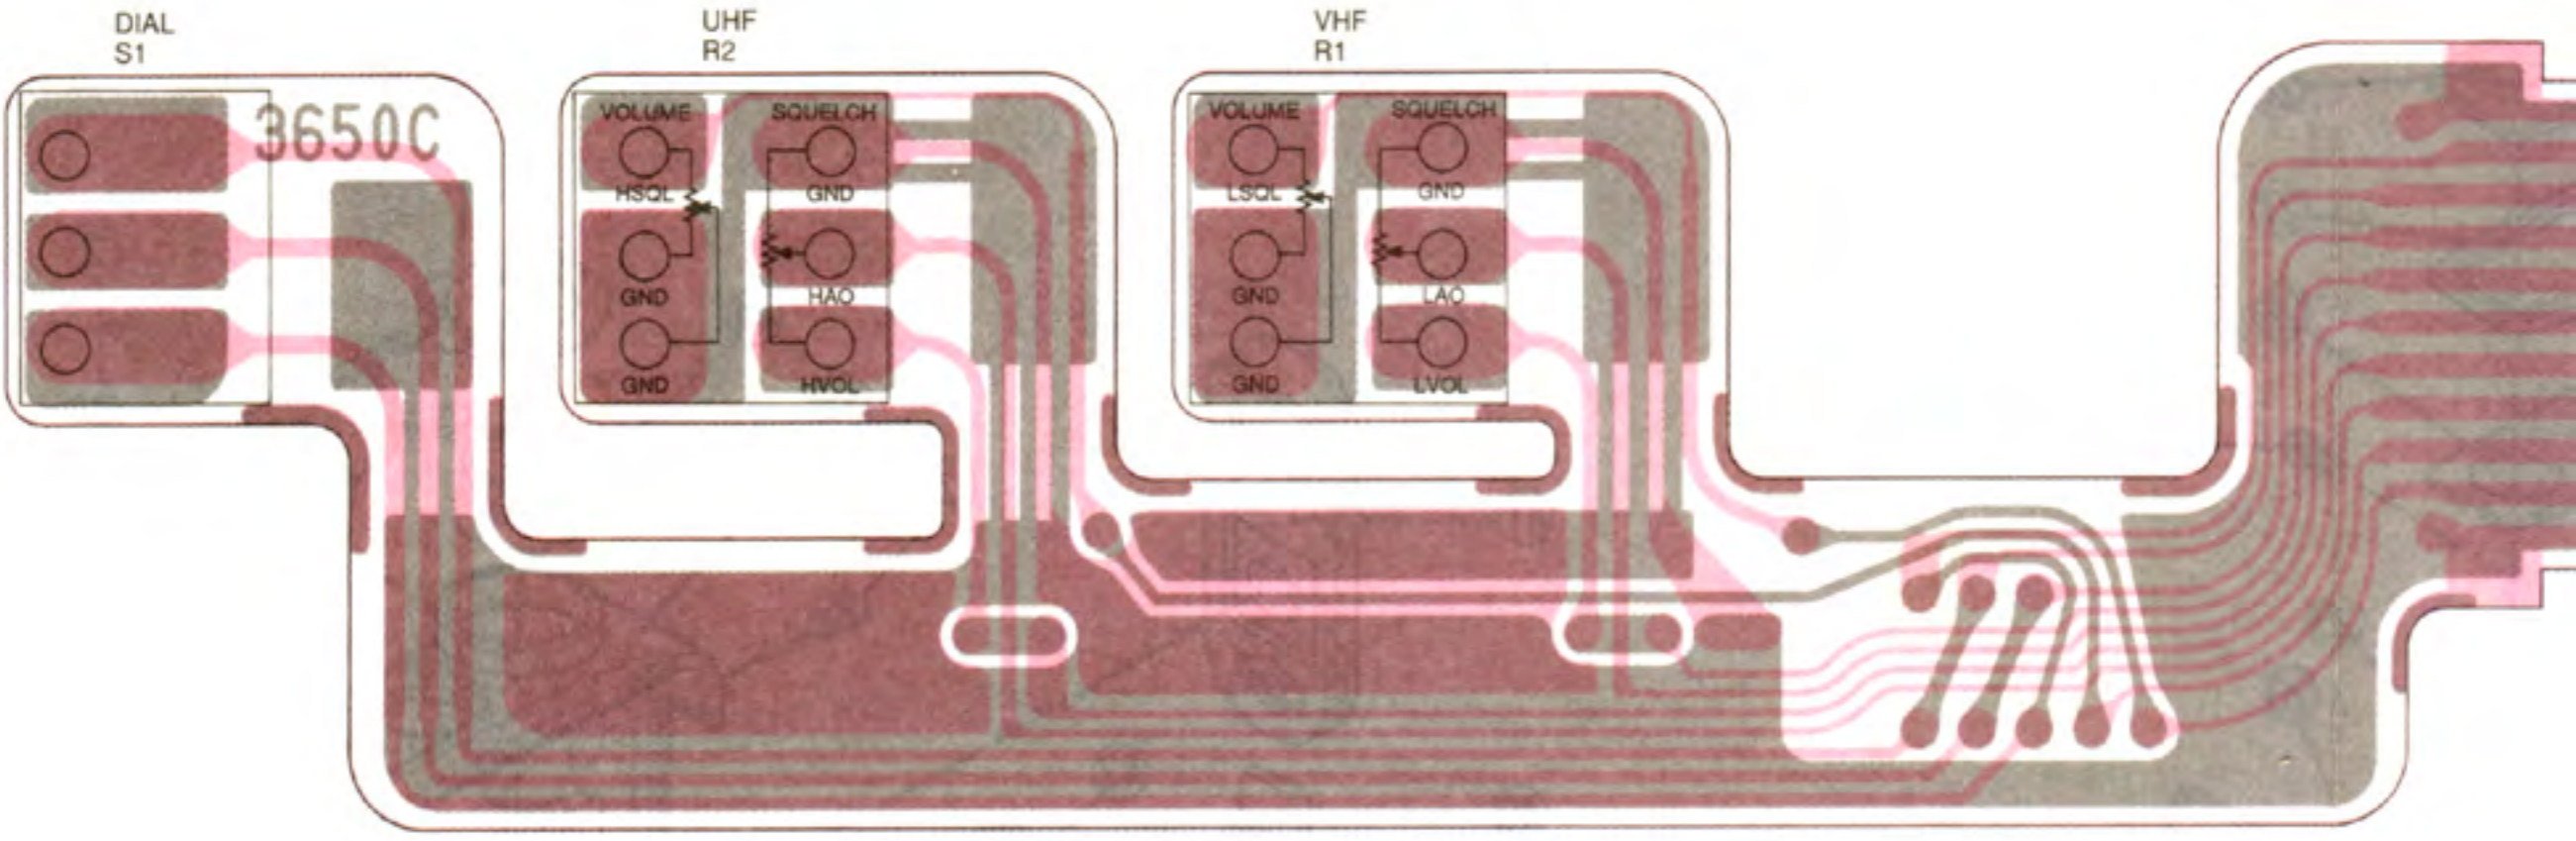 DIAL
S1
UHF
R2
VHF
R1
3650C
VOLUME
SQUELCH
HSQL
GND
GND
HAO
GND
HVOL
VOLUME
SQUELCH
LSQL
GND
GND
LAO
GND
LVOL